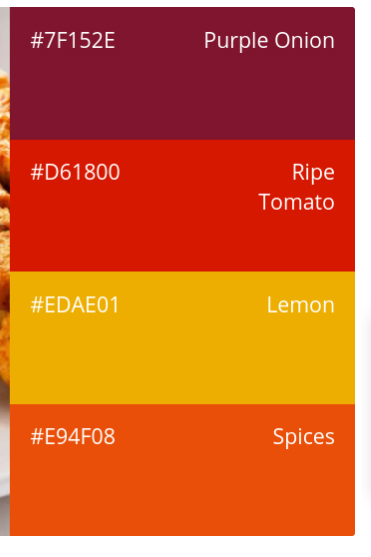 #7F152E Purple Onion
#D61800 Ripe
Tomato
#EDAE01 Lemon
#E94F08 Spices